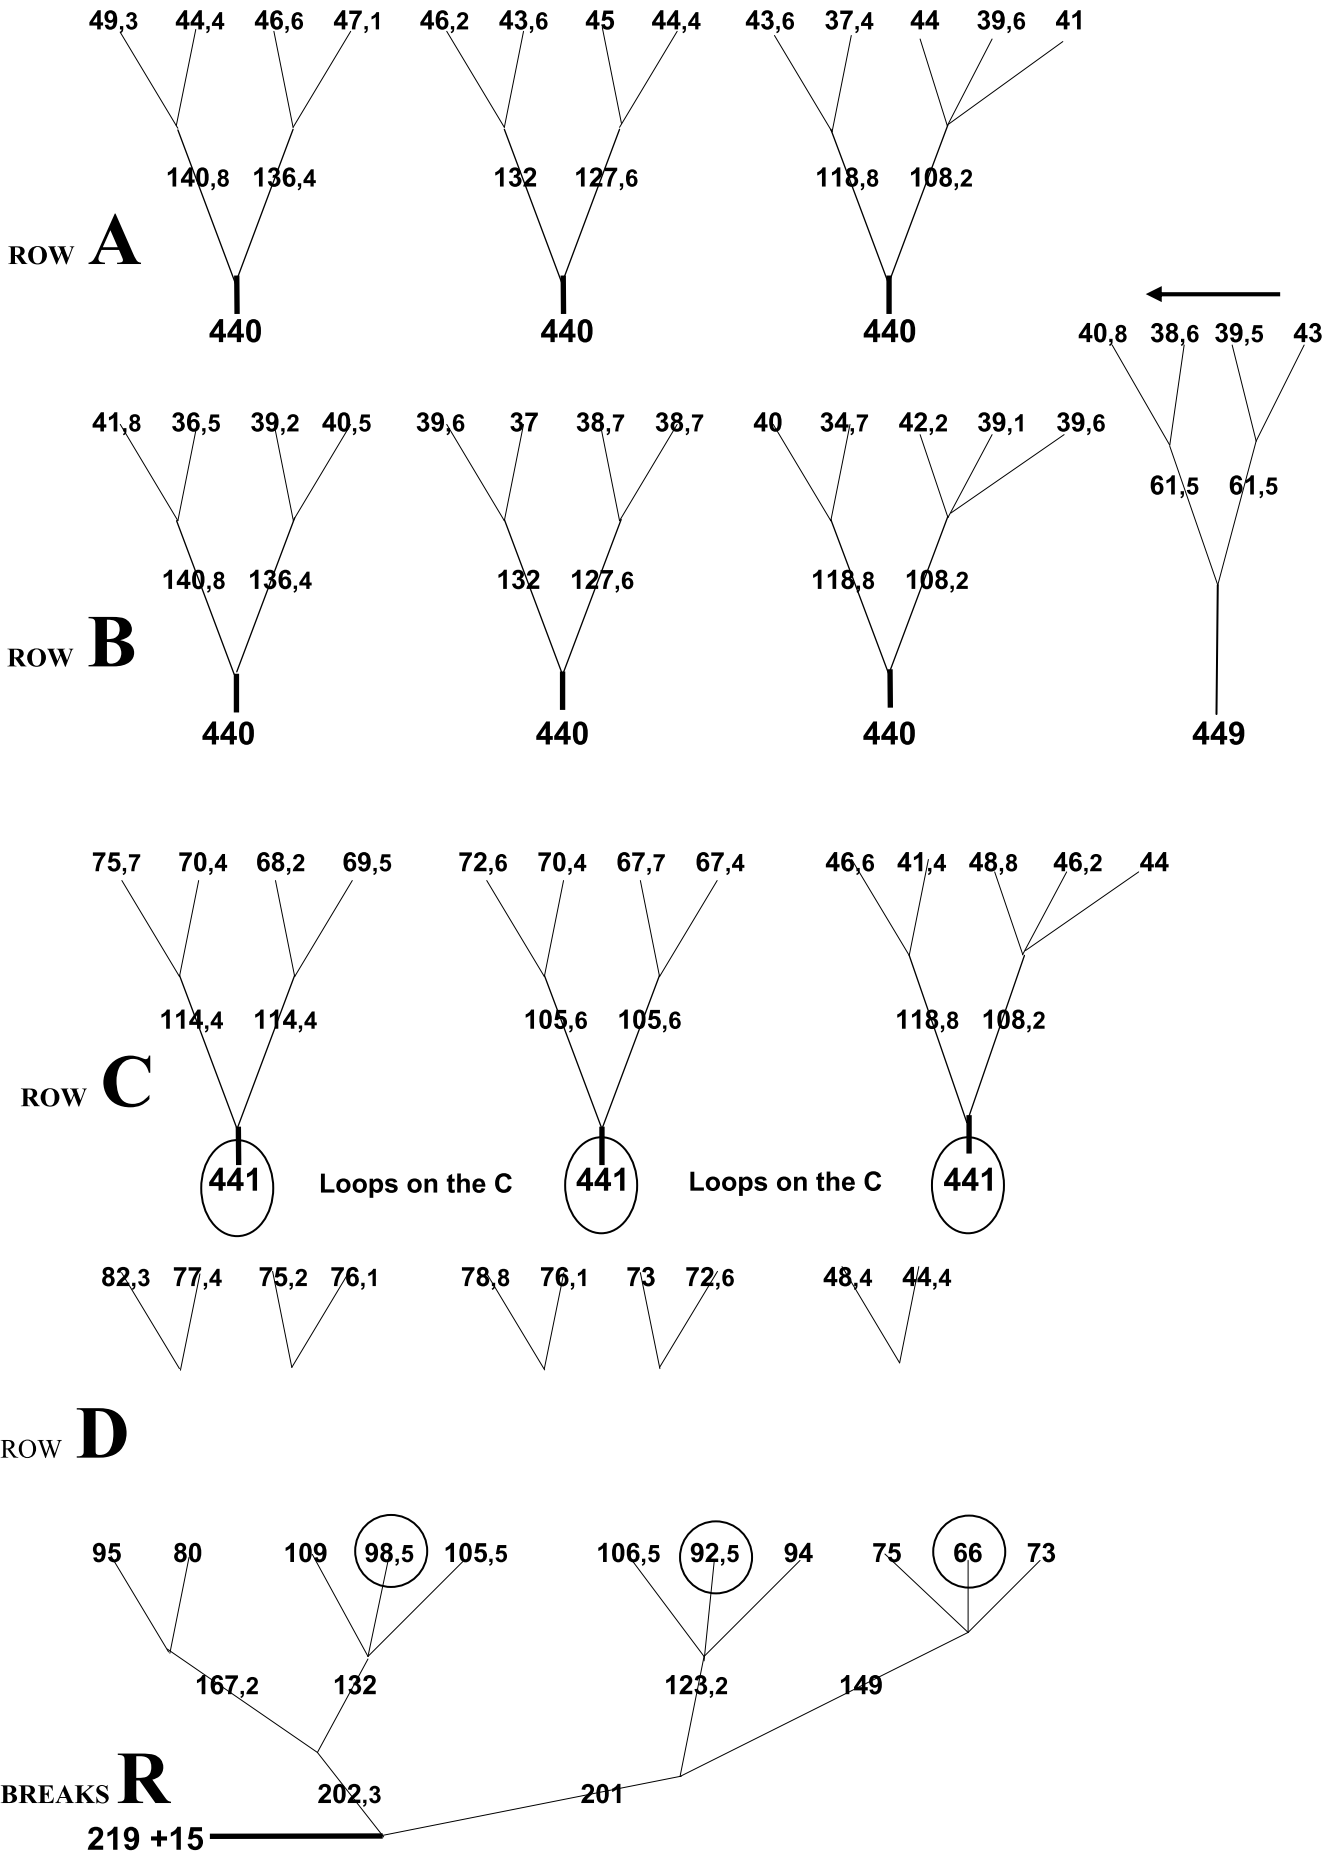 49,3 44,4 46,6 47,1 46,2 43,6 45 44,4 43,6 37,4 44 39,6 41
140,8 136,4 132 127,6 118,8 108,2
ROW A
440 440 440
40,8 38,6 39,5 43
41,8 36,5 39,2 40,5 39,6 37 38,7 38,7 40 34,7 42,2 39,1 39,6
61,5 61,5
140,8 136,4 132 127,6 118,8 108,2
ROW B
440 440 440 449
75,7 70,4 68,2 69,5 72,6 70,4 67,7 67,4 46,6 41,4 48,8 46,2 44
114,4 114,4 105,6 105,6 118,8 108,2
ROW C
441 Loops on the C 441 Loops on the C 441
82,3 77,4 75,2 76,1 78,8 76,1 73 72,6 48,4 44,4
ROW D
95 80 109 98,5 105,5 106,5 92,5 94 75 66 73
167,2 132 123,2 149
BREAKS R 202,3 201
219 +15